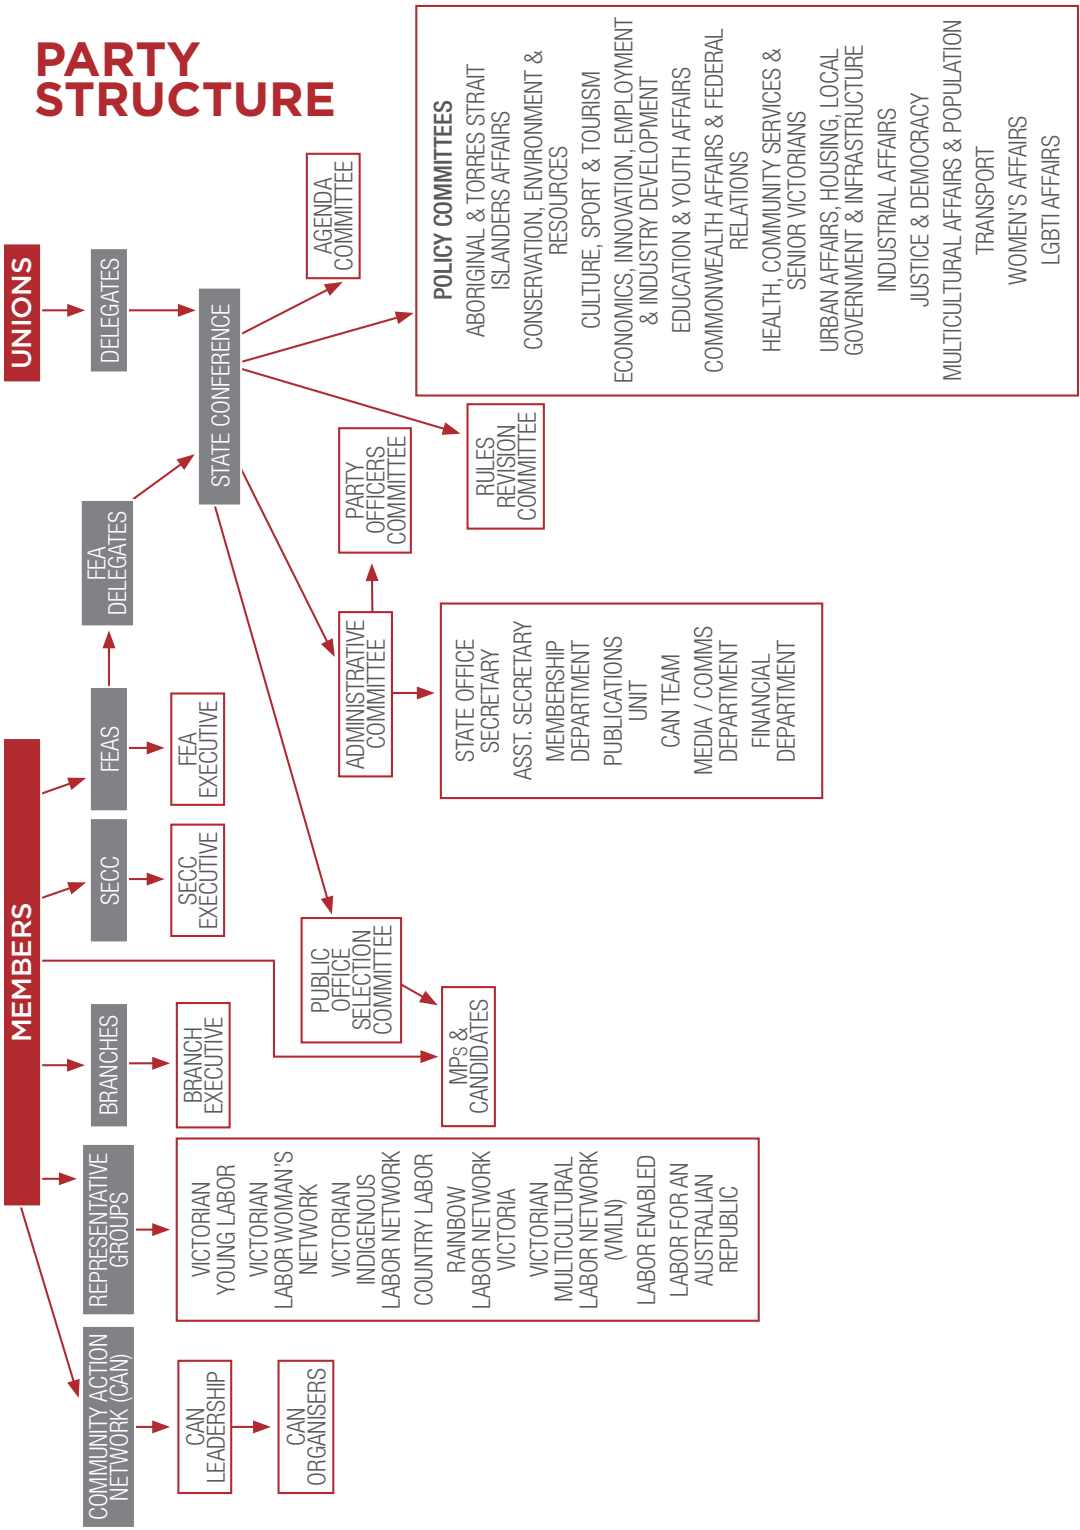 PARTY
STRUCTURE
MEMBERS
UNIONS
COMMUNITY ACTION
NETWORK (CAN)
REPRESENTATIVE
GROUPS
BRANCHES
SECC
FEAS
FEA
DELEGATES
DELEGATES
STATE CONFERENCE
CAN
LEADERSHIP
CAN
ORGANISERS
VICTORIAN
YOUNG LABOR
VICTORIAN
LABOR WOMAN'S
NETWORK
VICTORIAN
INDIGENOUS
LABOR NETWORK
COUNTRY LABOR
RAINBOW
LABOR NETWORK
VICTORIA
VICTORIAN
MULTICULTURAL
LABOR NETWORK
(VMLN)
LABOR ENABLED
LABOR FOR AN
AUSTRALIAN
REPUBLIC
BRANCH
EXECUTIVE
SECC
EXECUTIVE
FEA
EXECUTIVE
PUBLIC
OFFICE
SELECTION
COMMITTEE
MPs &
CANDIDATES
ADMINISTRATIVE
COMMITTEE
PARTY
OFFICERS
COMMITTEE
STATE OFFICE
SECRETARY
ASST. SECRETARY
MEMBERSHIP
DEPARTMENT
PUBLICATIONS
UNIT
CAN TEAM
MEDIA / COMMS
DEPARTMENT
FINANCIAL
DEPARTMENT
RULES
REVISION
COMMITTEE
AGENDA
COMMITTEE
POLICY COMMITTEES
ABORIGINAL & TORRES STRAIT
ISLANDERS AFFAIRS
CONSERVATION, ENVIRONMENT &
RESOURCES
CULTURE, SPORT & TOURISM
ECONOMICS, INNOVATION, EMPLOYMENT
& INDUSTRY DEVELOPMENT
EDUCATION & YOUTH AFFAIRS
COMMONWEALTH AFFAIRS & FEDERAL
RELATIONS
HEALTH, COMMUNITY SERVICES &
SENIOR VICTORIANS
URBAN AFFAIRS, HOUSING, LOCAL
GOVERNMENT & INFRASTRUCTURE
INDUSTRIAL AFFAIRS
JUSTICE & DEMOCRACY
MULTICULTURAL AFFAIRS & POPULATION
TRANSPORT
WOMEN'S AFFAIRS
LGBTI AFFAIRS